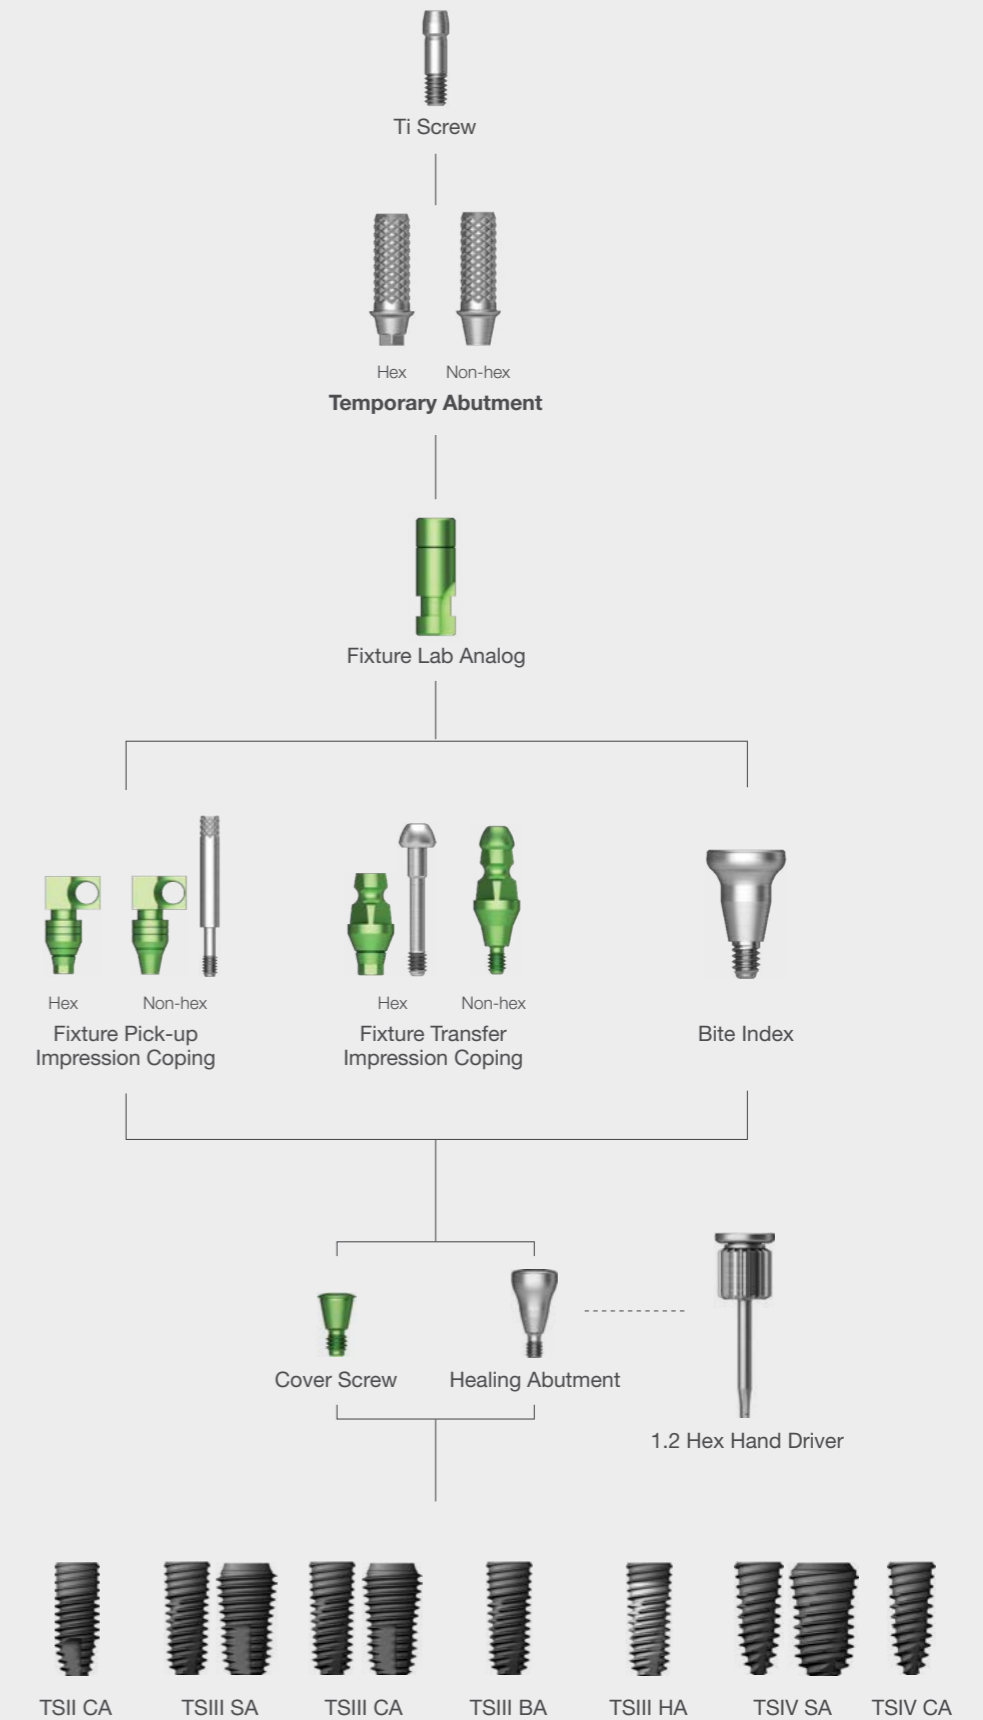 Ti Screw
Hex
Non-hex
Temporary Abutment
Fixture Lab Analog
Hex
Non-hex
Fixture Pick-up
Impression Coping
Hex
Non-hex
Fixture Transfer
Impression Coping
Bite Index
Cover Screw
Healing Abutment
1.2 Hex Hand Driver
TSII CA
TSIII SA
TSIII CA
TSIII BA
TSIII HA
TSIV SA
TSIV CA